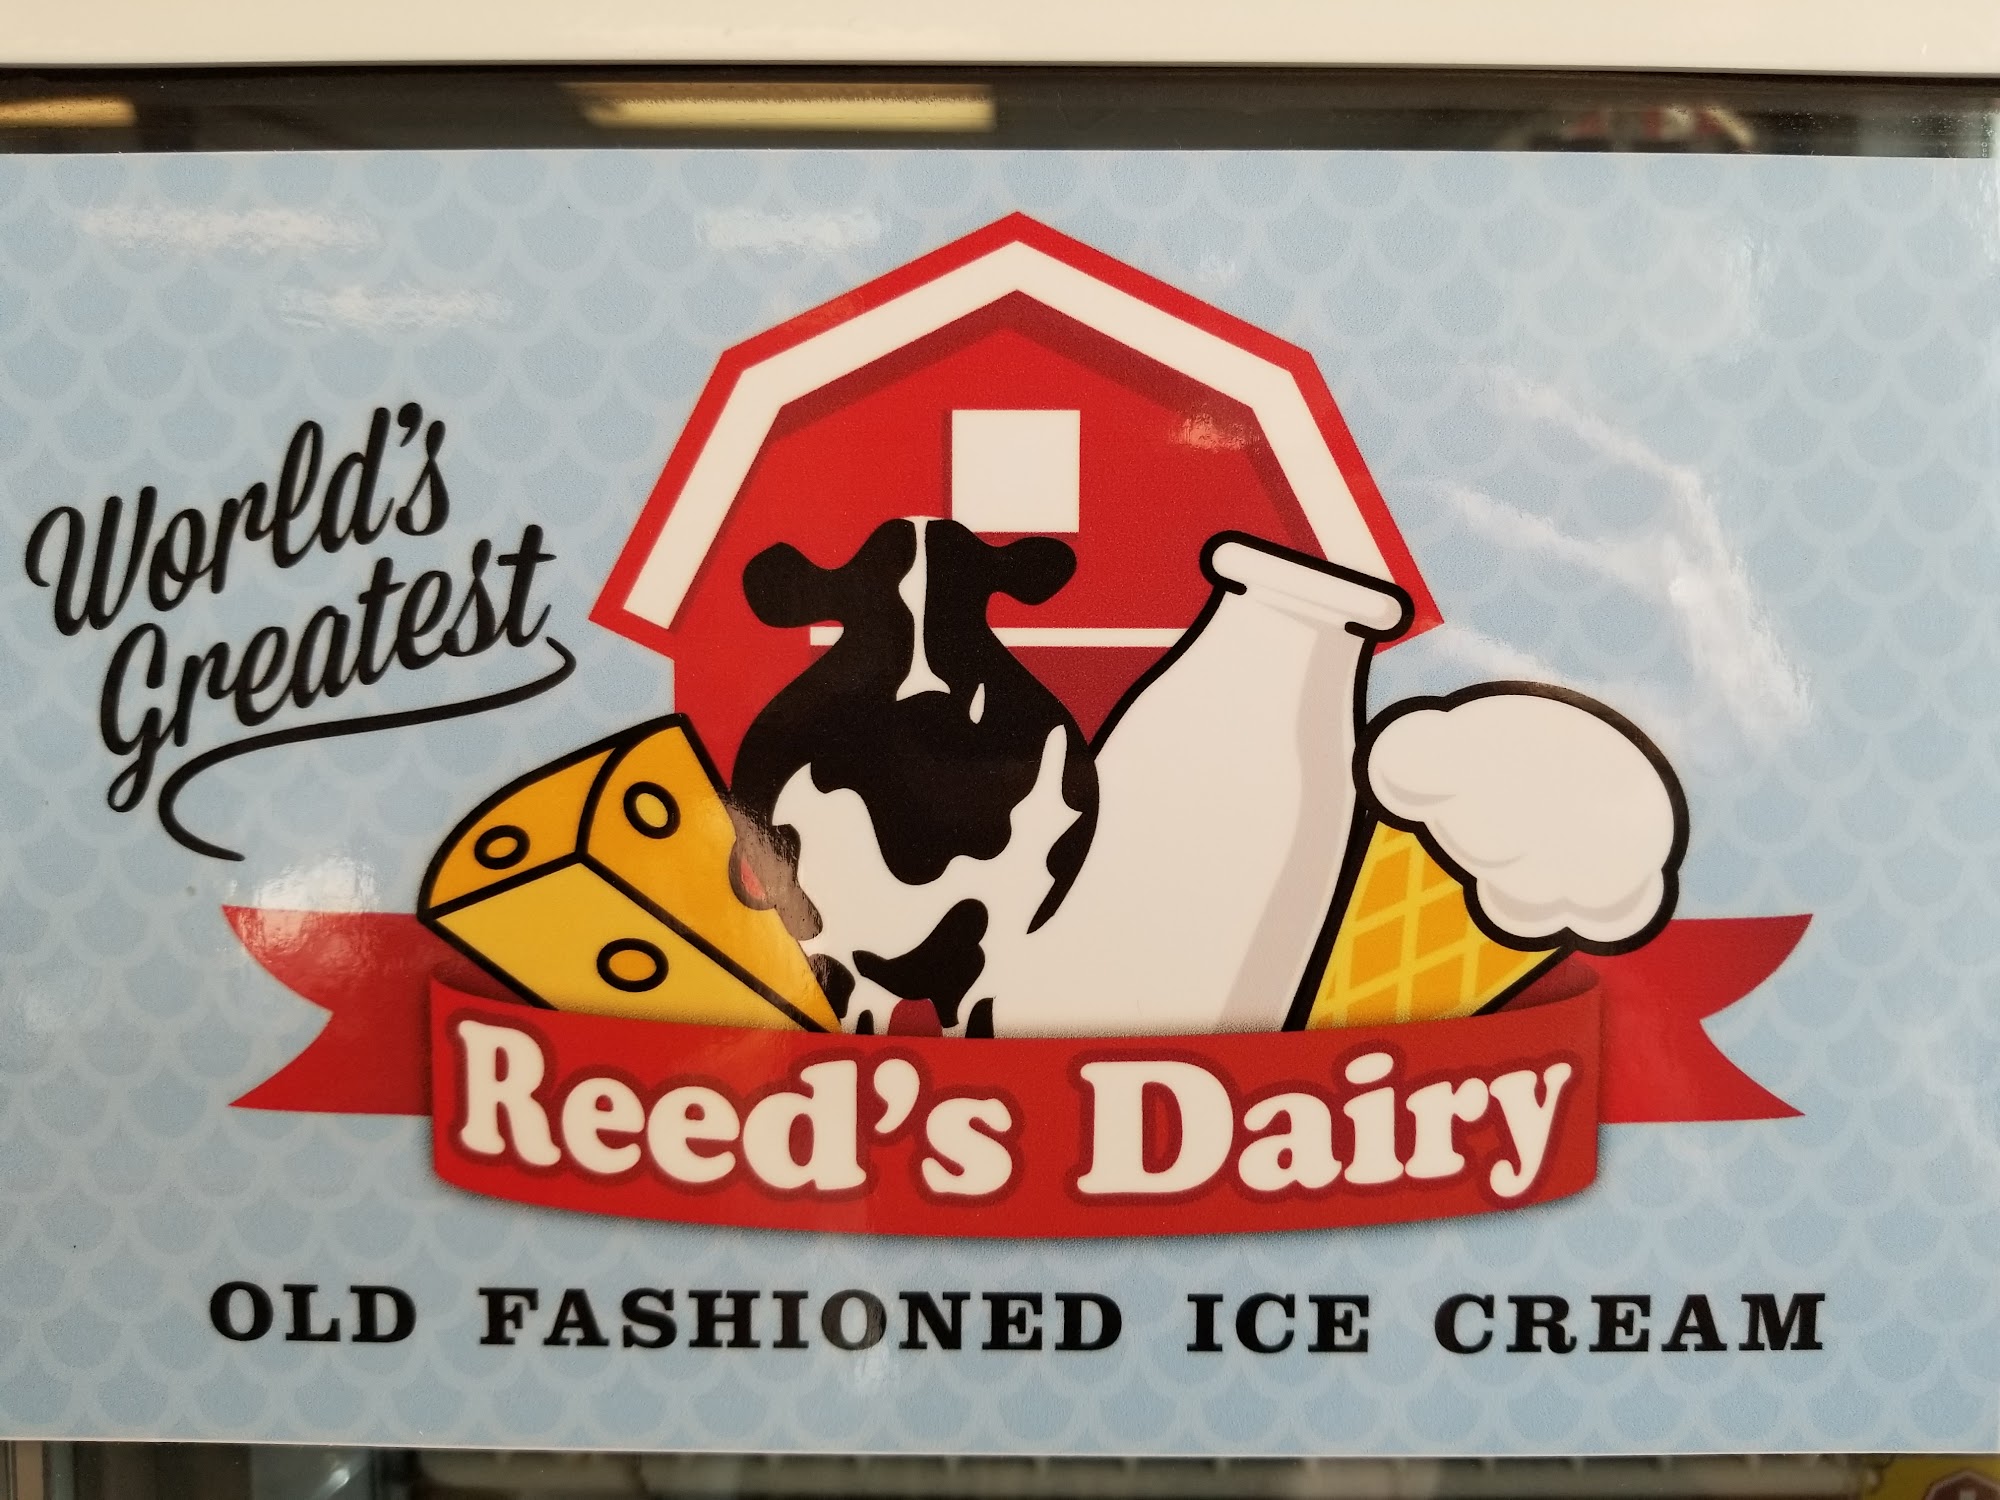 World's
Greatest
Reed's Dairy
OLD FASHIONED ICE CREAM